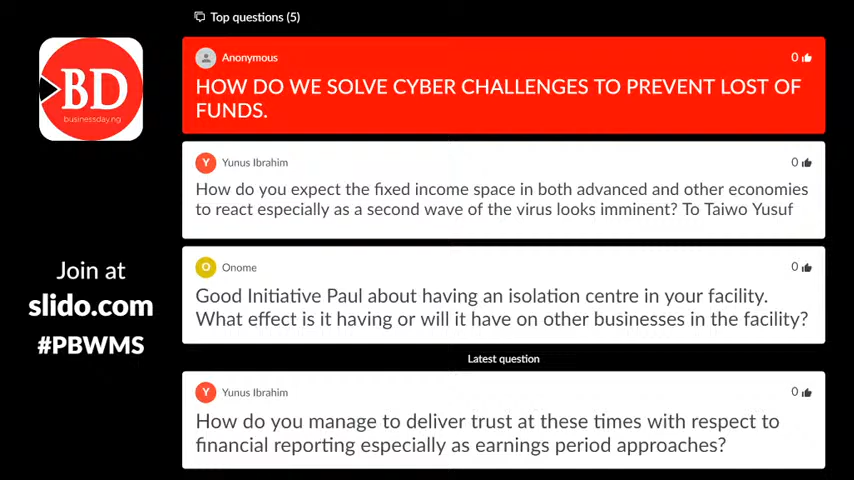 Top questions (5)
BD
businessday.ng
Anonymous
0
HOW DO WE SOLVE CYBER CHALLENGES TO PREVENT LOST OF
FUNDS.
Y
Yunus Ibrahim
0
How do you expect the fixed income space in both advanced and other economies
to react especially as a second wave of the virus looks imminent? To Taiwo Yusuf
Join at
slido.com
#PBWMS
O
Onome
0
Good Initiative Paul about having an isolation centre in your facility.
What effect is it having or will it have on other businesses in the facility?
Latest question
Y
Yunus Ibrahim
0
How do you manage to deliver trust at these times with respect to
financial reporting especially as earnings period approaches?